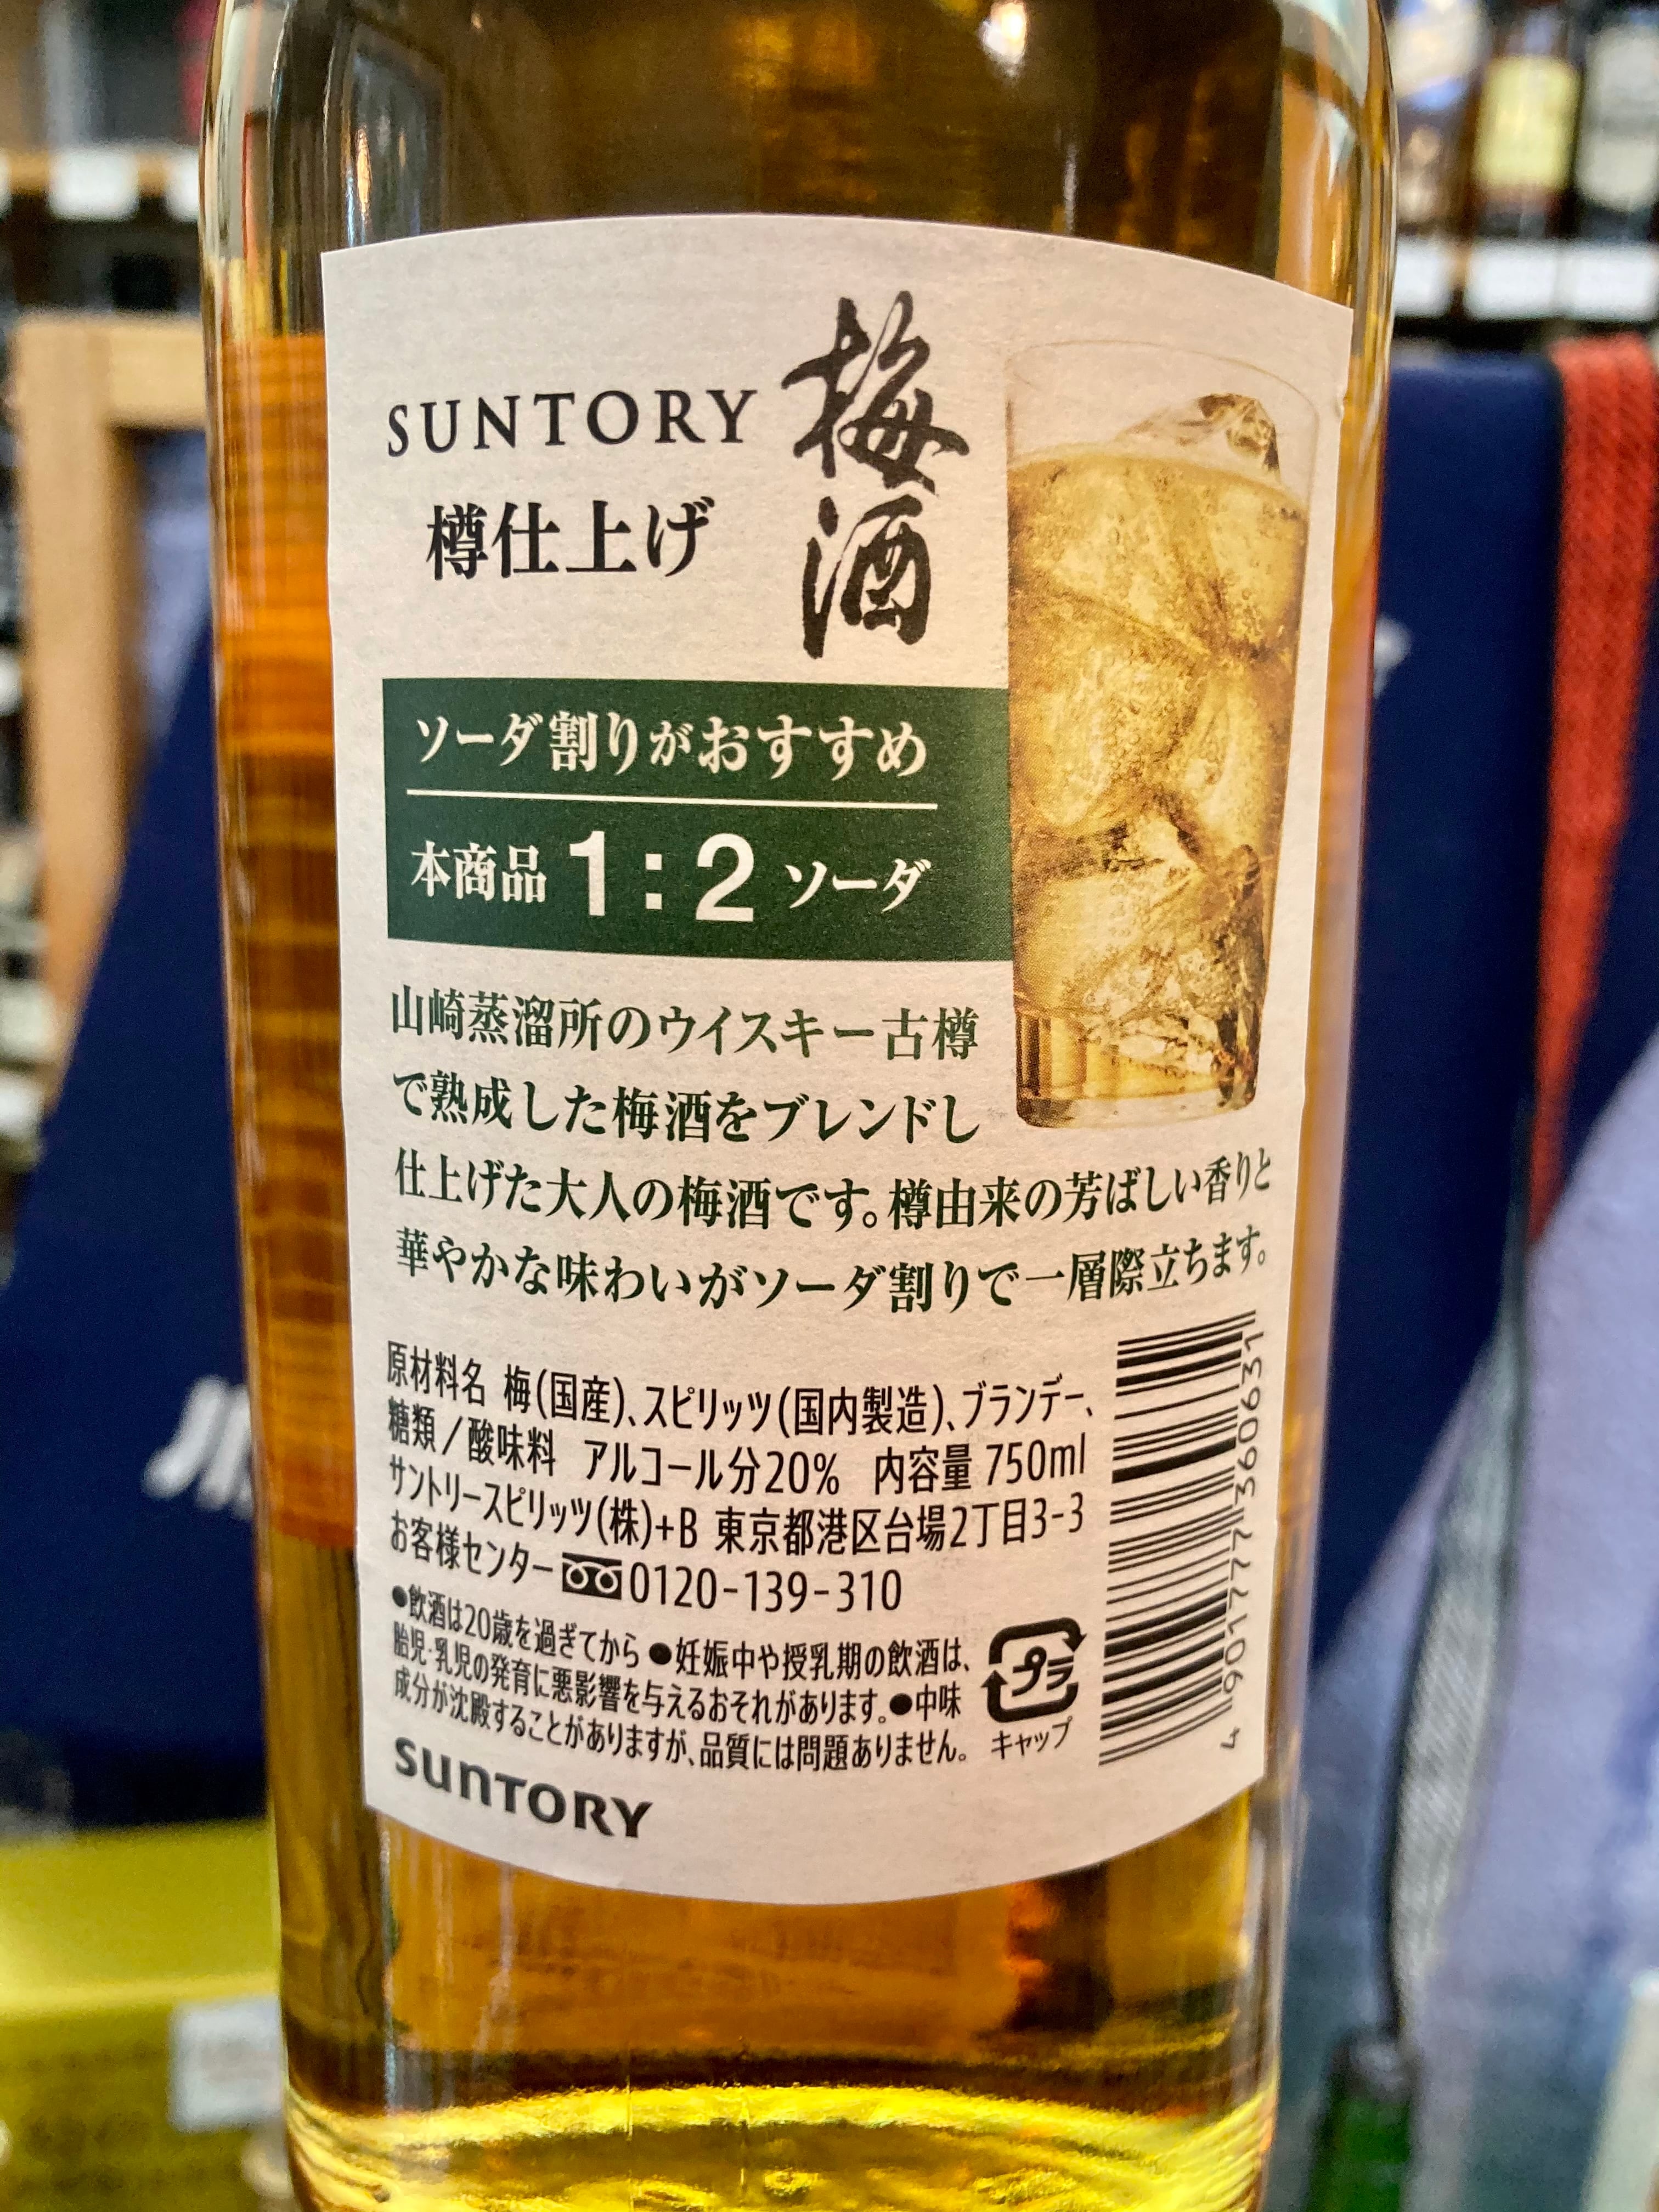 SUNTORY 梅酒
樽仕上げ
ソーダ割りがおすすめ
本商品 1:2 ソーダ
山崎蒸溜所のウイスキー古樽
で熟成した梅酒をブレンドし
仕上げた大人の梅酒です。樽由来の芳ばしい香りと
華やかな味わいがソーダ割りで一層際立ちます。
原材料名 梅(国産)、スピリッツ(国内製造)、ブランデー、
糖類/酸味料 アルコール分20% 内容量 750ml
サントリースピリッツ(株)+B 東京都港区台場2丁目3-3
お客様センター 0120-139-310
●飲酒は20歳を過ぎてから ●妊娠中や授乳期の飲酒は、
胎児・乳児の発育に悪影響を与えるおそれがあります。●中味
成分が沈殿することがありますが、品質には問題ありません。
プラ
キャップ
SUNTORY
4 901777 360631